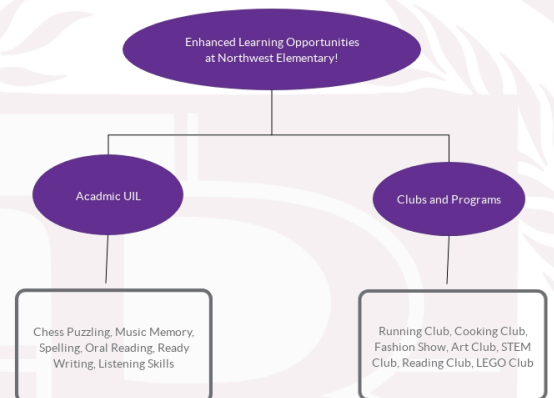 Enhanced Learning Opportunities
at Northwest Elementary!
Acadmic UIL
Clubs and Programs
Chess Puzzling, Music Memory,
Spelling, Oral Reading, Ready
Writing, Listening Skills
Running Club, Cooking Club,
Fashion Show, Art Club, STEM
Club, Reading Club, LEGO Club